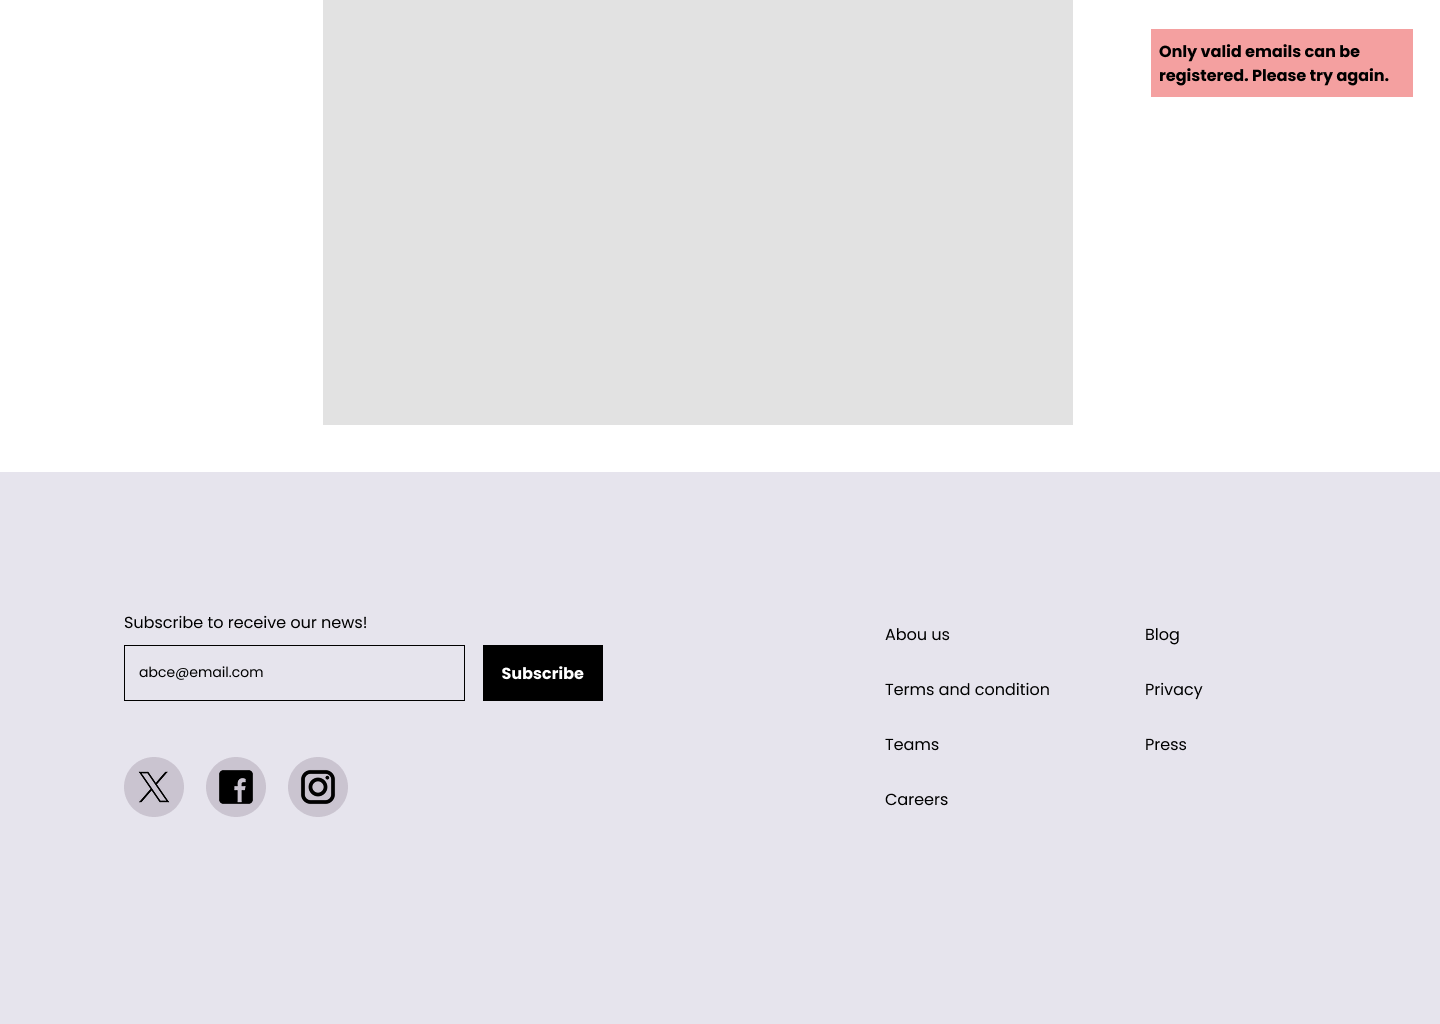 Only valid emails can be
registered. Please try again.
Subscribe to receive our news!
abce@email.com
Subscribe
Abou us
Terms and condition
Teams
Careers
Blog
Privacy
Press